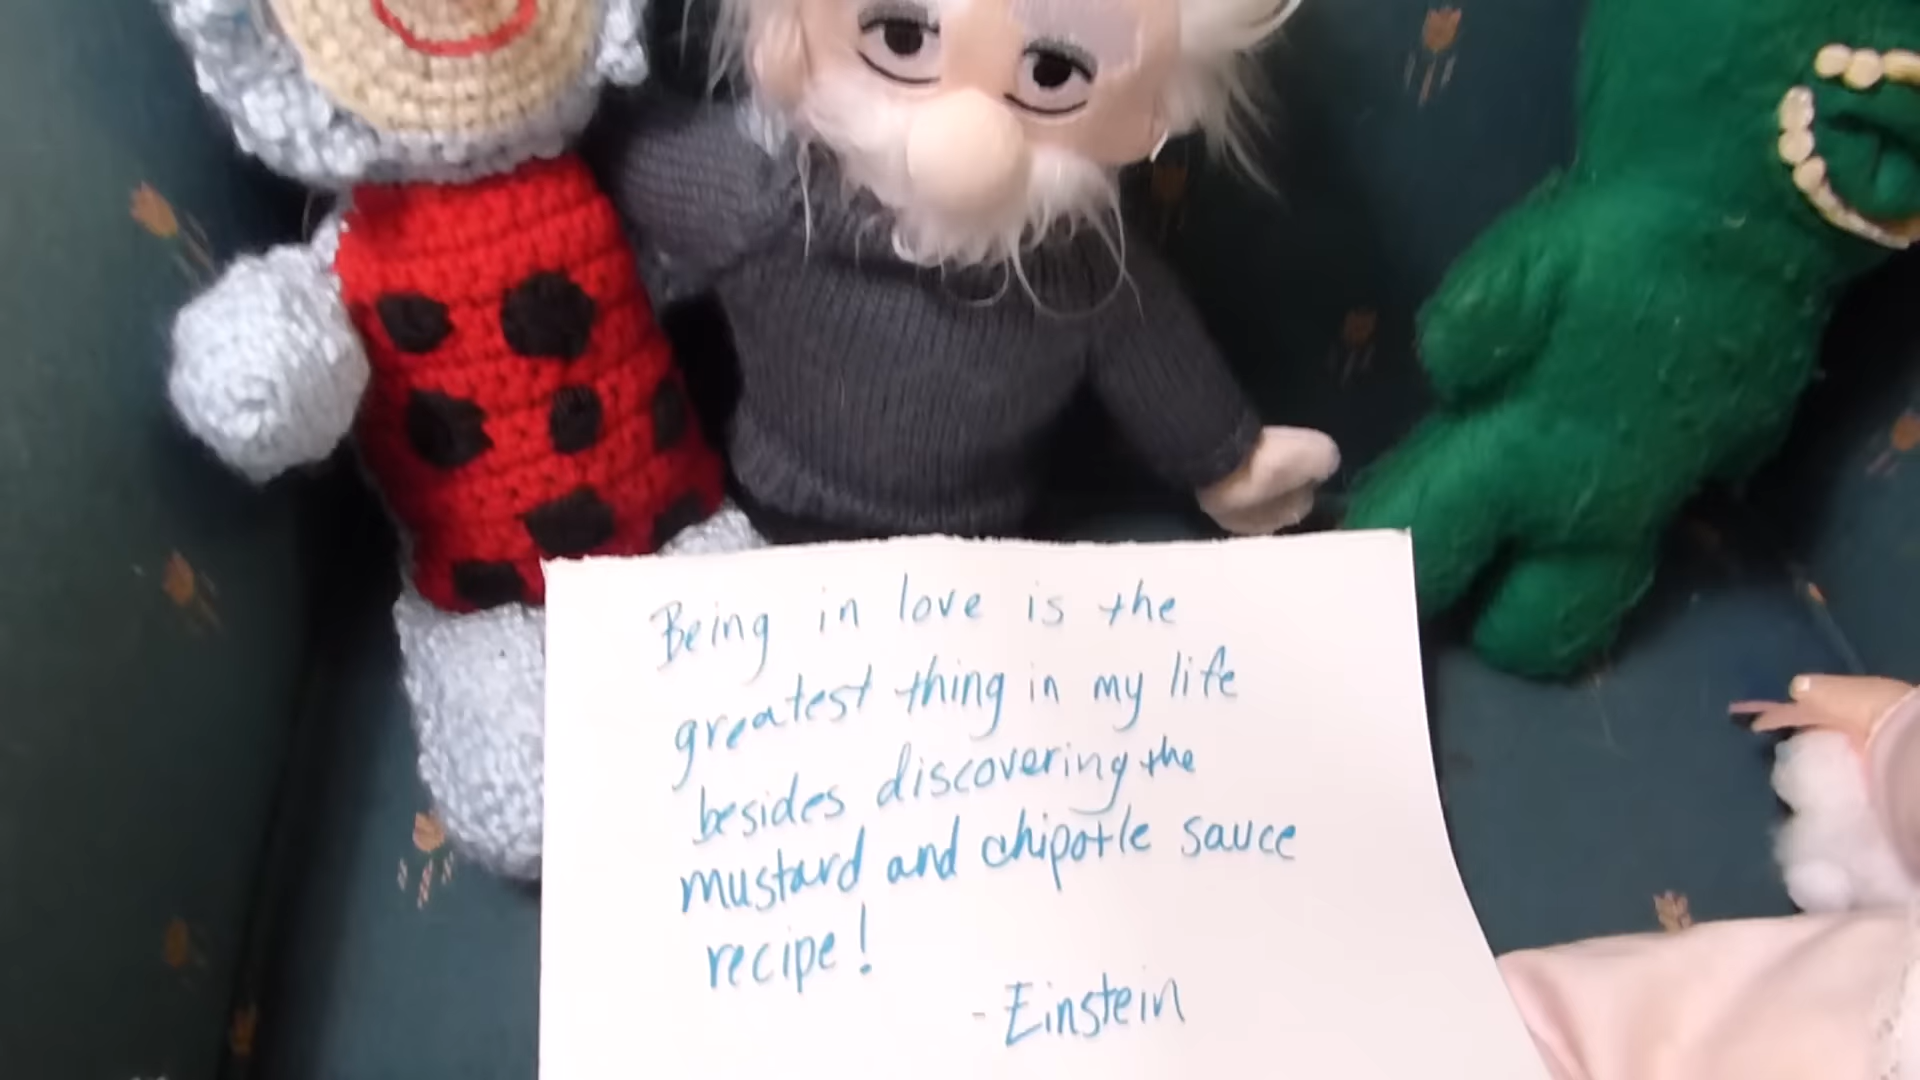 Being in love is the
greatest thing in my life
besides discovering the
mustard and chipotle sauce
recipe!
- Einstein